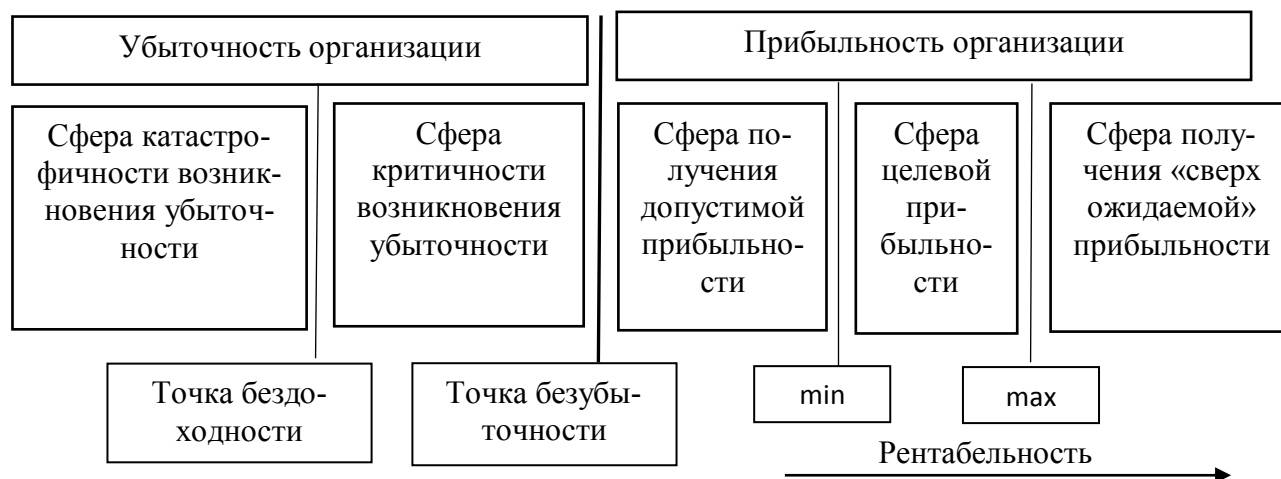 Убыточность организации
Прибыльность организации
Сфера катастро-
фичности возник-
новения убыточ-
ности
Сфера
критичности
возникновения
убыточности
Сфера по-
лучения
допустимой
прибыльно-
сти
Сфера
целевой
при-
быльно-
сти
Сфера полу-
чения «сверх
ожидаемой»
прибыльности
Точка бездо-
ходности
Точка безубы-
точности
min
max
Рентабельность